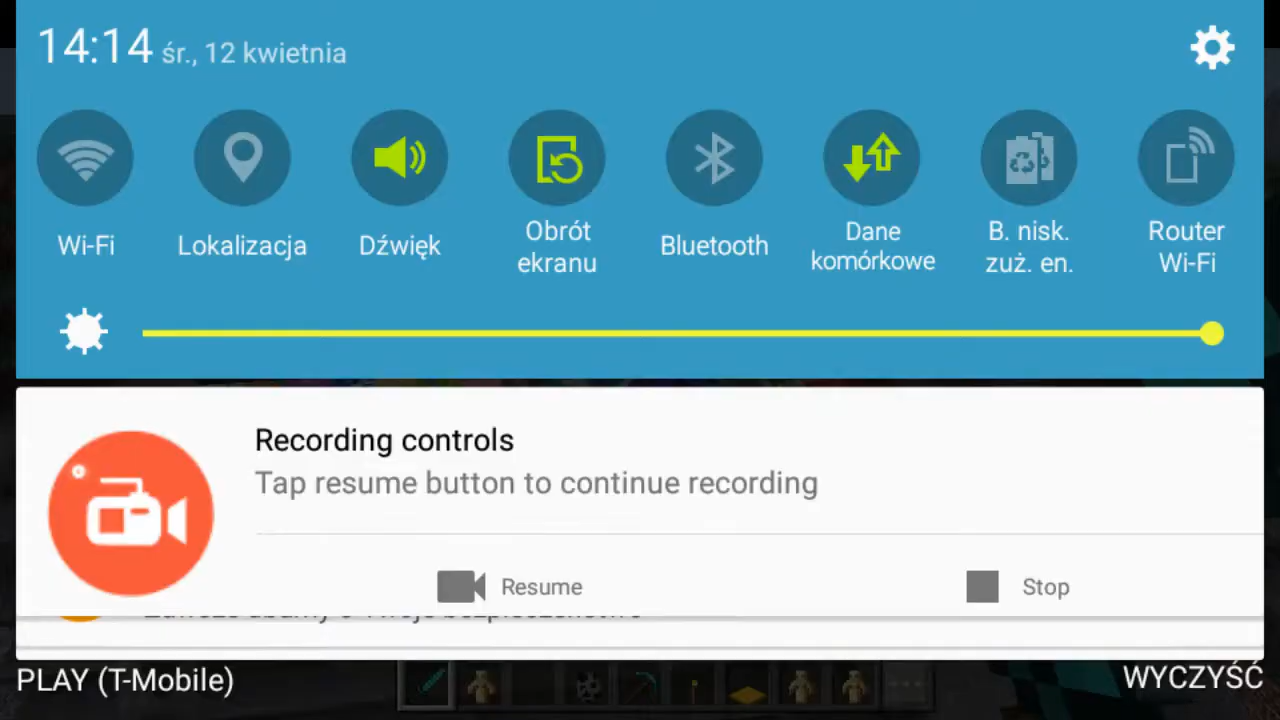 14:14 śr., 12 kwietnia
Wi-Fi
Lokalizacja
Dźwięk
Obrót
ekranu
Bluetooth
Dane
komórkowe
B. nisk.
zuż. en.
Router
Wi-Fi
Recording controls
Tap resume button to continue recording
Resume
Stop
PLAY (T-Mobile)
WYCZYŚĆ